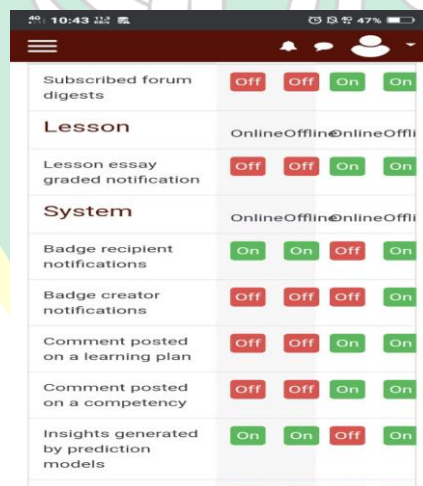 4G 10:43
4G 47%
Subscribed forum Off Off On On
digests
Lesson OnlineOfflineOnlineOffli
Lesson essay Off Off On On
graded notification
System OnlineOfflineOnlineOffli
Badge recipient On On Off On
notifications
Badge creator Off Off Off On
notifications
Comment posted Off Off On On
on a learning plan
Comment posted Off Off On On
on a competency
Insights generated On On Off On
by prediction
models